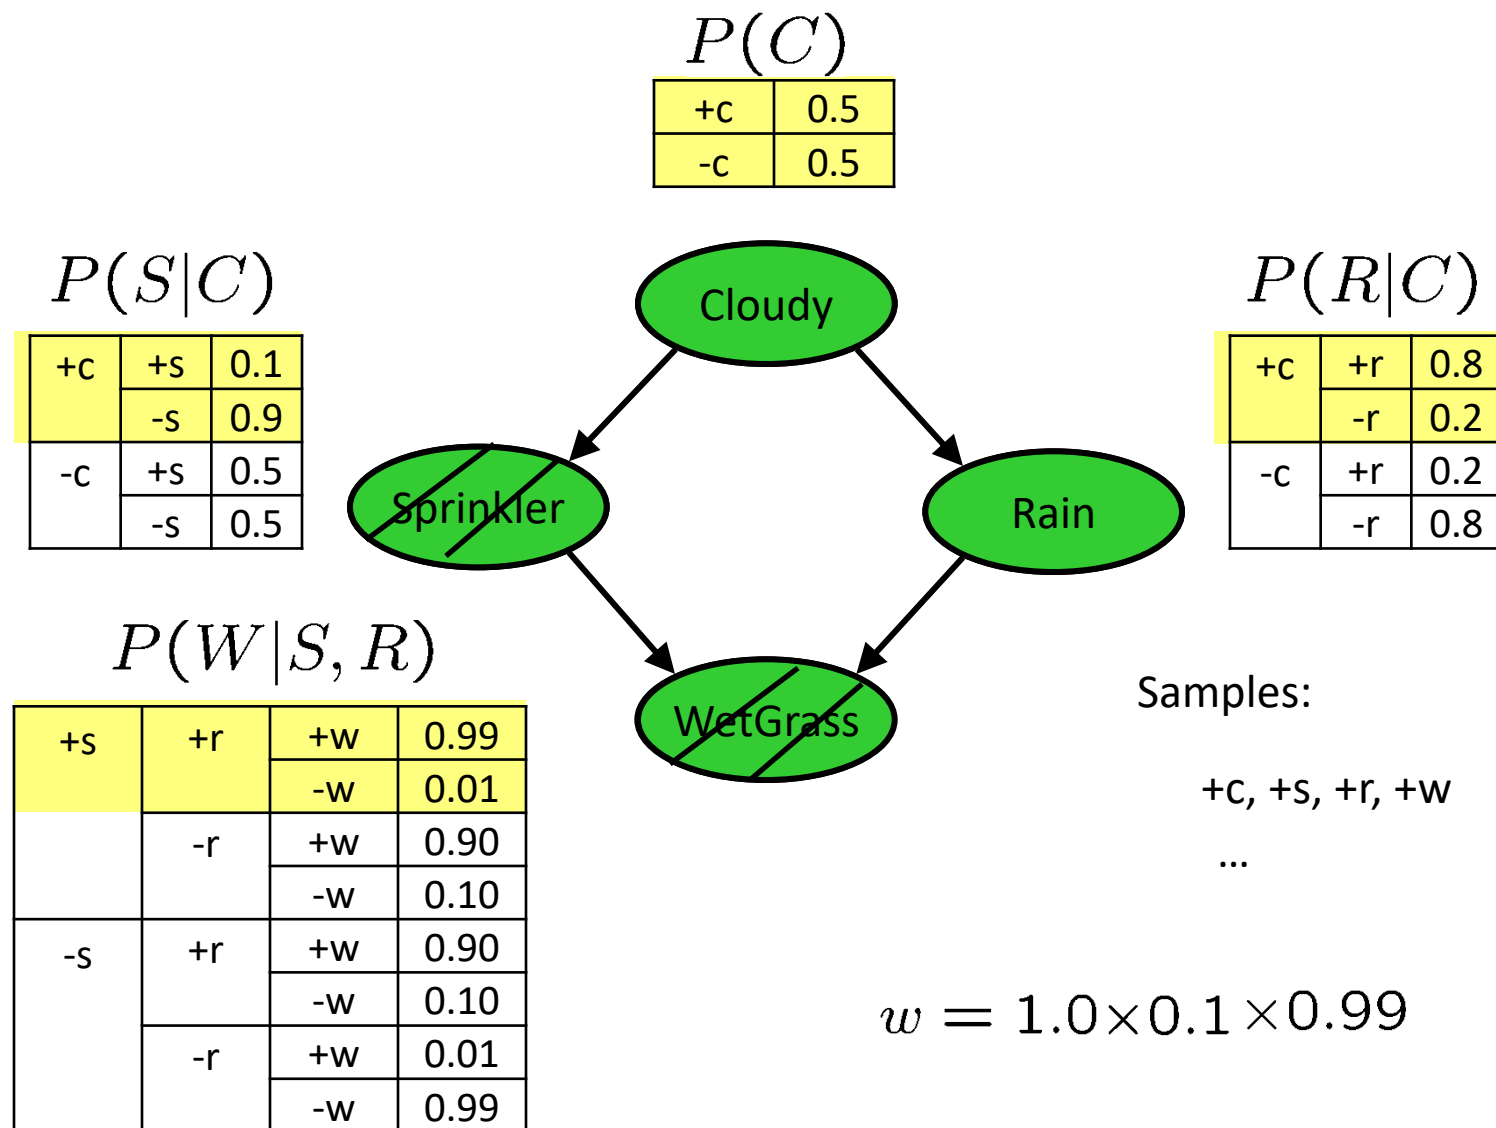 P(C)
+c 0.5
-c 0.5
P(S|C)
+c +s 0.1
-s 0.9
-c +s 0.5
-s 0.5
Cloudy
P(R|C)
+c +r 0.8
-r 0.2
-c +r 0.2
-r 0.8
Sprinkler
Rain
P(W|S, R)
+s +r +w 0.99
-w 0.01
-r +w 0.90
-w 0.10
-s +r +w 0.90
-w 0.10
-r +w 0.01
-w 0.99
WetGrass
Samples:
+c, +s, +r, +w
...
w = 1.0×0.1×0.99